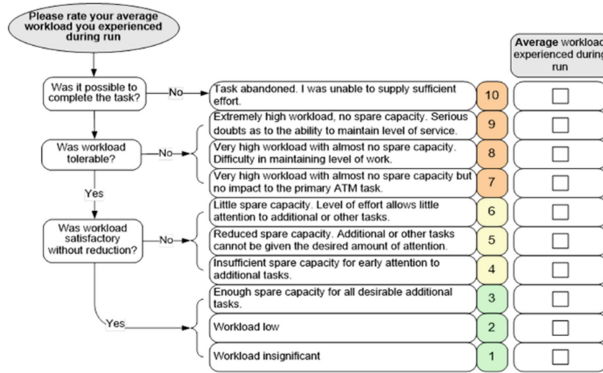 Please rate your average
workload you experienced
during run
Average workload
experienced during
run
Was it possible to
complete the task?
No
Task abandoned. I was unable to supply sufficient
effort.
10
Extremely high workload, no spare capacity. Serious
doubts as to the ability to maintain level of service.
9
Was workload
tolerable?
No
Very high workload with almost no spare capacity.
Difficulty in maintaining level of work.
8
Very high workload with almost no spare capacity but
no impact to the primary ATM task.
7
Yes
Little spare capacity. Level of effort allows little
attention to additional or other tasks.
6
Was workload
satisfactory
without reduction?
No
Reduced spare capacity. Additional or other tasks
cannot be given the desired amount of attention.
5
Insufficient spare capacity for early attention to
additional tasks.
4
Enough spare capacity for all desirable additional
tasks.
3
Yes
Workload low
2
Workload insignificant
1